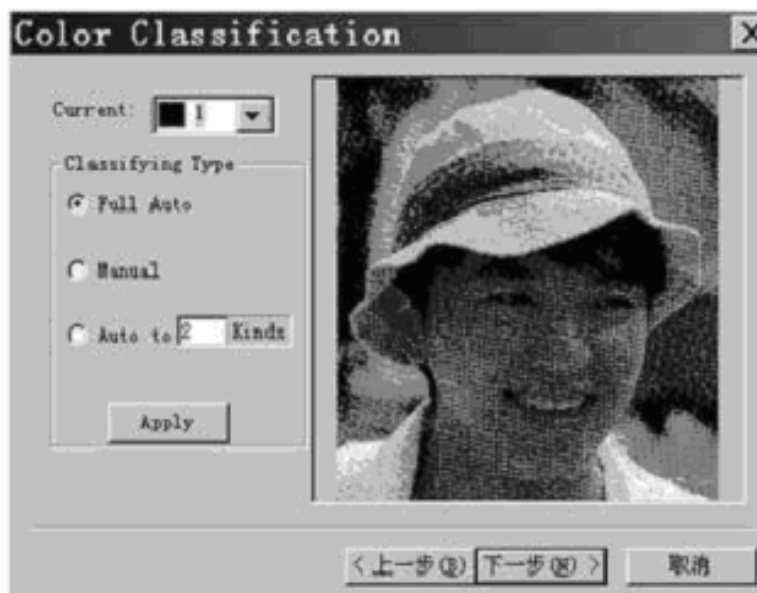 Color Classification
Current: 1
Classifying Type
Full Auto
Manual
Auto to 2 Kinds
Apply
< 上一步(B) 下一步(N) > 取消